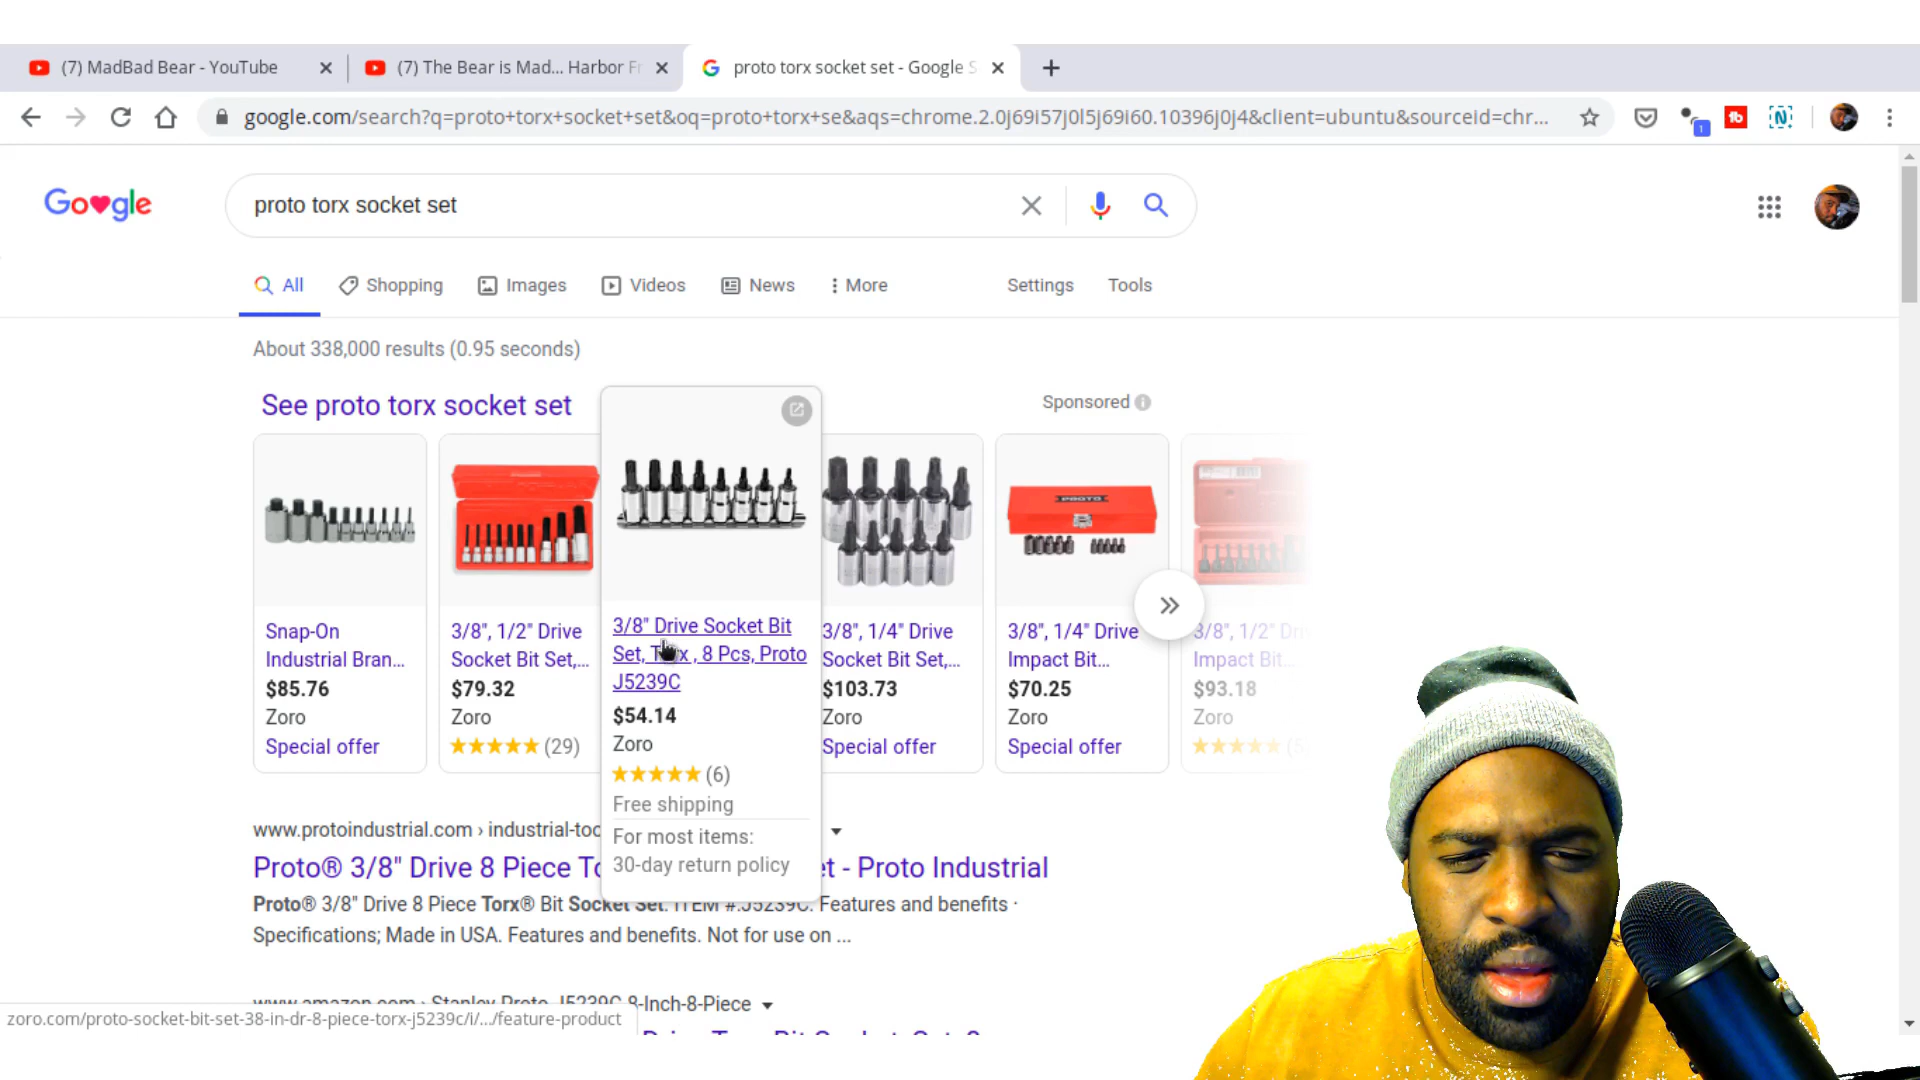 (7) MadBad Bear - YouTube
(7) The Bear is Mad... Harbor Fr
proto torx socket set - Google S
google.com/search?q=proto+torx+socket+set&oq=proto+torx+se&aqs=chrome.2.0j69i57j0l5j69i60.10396j0j4&client=ubuntu&sourceid=chr...
1
Google
proto torx socket set
All
Shopping
Images
Videos
News
More
Settings
Tools
About 338,000 results (0.95 seconds)
See proto torx socket set
Sponsored
PROTO
Snap-On
Industrial Bran...
$85.76
Zoro
Special offer
3/8", 1/2" Drive
Socket Bit Set,...
$79.32
Zoro
(29)
3/8" Drive Socket Bit
Set, Torx , 8 Pcs, Proto
J5239C
$54.14
Zoro
(6)
Free shipping
For most items:
30-day return policy
3/8", 1/4" Drive
Socket Bit Set,...
$103.73
Zoro
Special offer
3/8", 1/4" Drive
Impact Bit...
$70.25
Zoro
Special offer
3/8", 1/2" Dri
Impact Bit...
$93.18
Zoro
www.protoindustrial.com › industrial-too
Proto® 3/8" Drive 8 Piece To t - Proto Industrial
Proto® 3/8" Drive 8 Piece Torx® Bit Socket Set. ITEM #:J5239C. Features and benefits ·
Specifications; Made in USA. Features and benefits. Not for use on ...
www.amazon.com › Stanley-Proto-J5239C-8-Inch-8-Piece
zoro.com/proto-socket-bit-set-38-in-dr-8-piece-torx-j5239c/i/.../feature-product